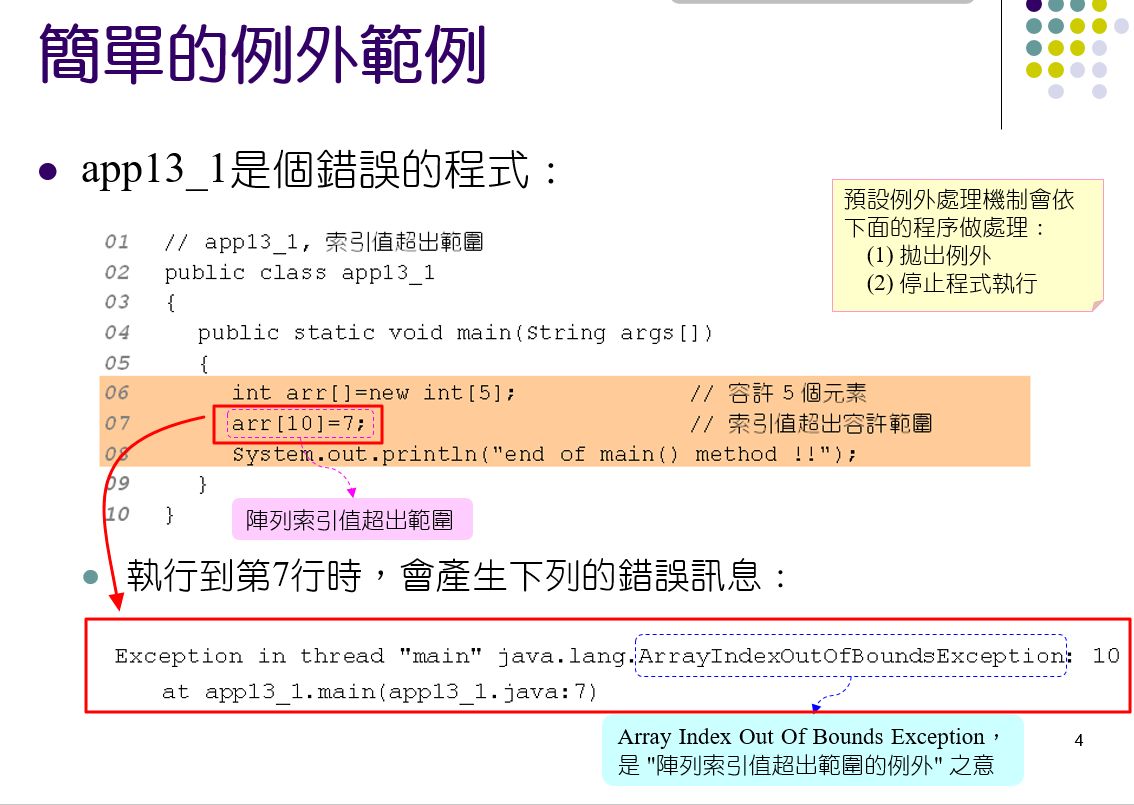 簡單的例外範例
app13_1是個錯誤的程式：
預設例外處理機制會依
下面的程序做處理：
(1) 拋出例外
(2) 停止程式執行
01 // app13_1, 索引值超出範圍
02 public class app13_1
03 {
04 public static void main(String args[])
05 {
06 int arr[]=new int[5]; // 容許 5 個元素
07 arr[10]=7; // 索引值超出容許範圍
08 System.out.println("end of main() method !!");
09 }
10 }
陣列索引值超出範圍
執行到第7行時，會產生下列的錯誤訊息：
Exception in thread "main" java.lang.ArrayIndexOutOfBoundsException: 10
at app13_1.main(app13_1.java:7)
Array Index Out Of Bounds Exception，
是 "陣列索引值超出範圍的例外" 之意
4